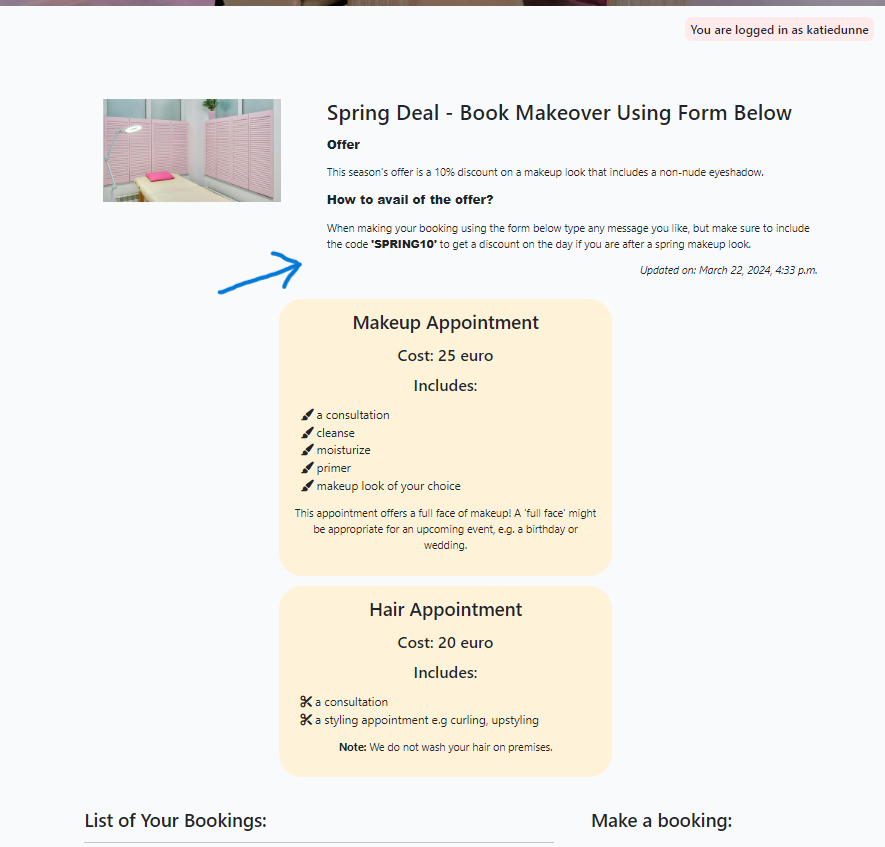 You are logged in as katiedunne
Spring Deal - Book Makeover Using Form Below
Offer
This season's offer is a 10% discount on a makeup look that includes a non-nude eyeshadow.
How to avail of the offer?
When making your booking using the form below type any message you like, but make sure to include
the code 'SPRING10' to get a discount on the day if you are after a spring makeup look.
Updated on: March 22, 2024, 4:33 p.m.
Makeup Appointment
Cost: 25 euro
Includes:
a consultation
cleanse
moisturize
primer
makeup look of your choice
This appointment offers a full face of makeup! A 'full face' might
be appropriate for an upcoming event, e.g. a birthday or
wedding.
Hair Appointment
Cost: 20 euro
Includes:
a consultation
a styling appointment e.g curling, upstyling
Note: We do not wash your hair on premises.
List of Your Bookings:
Make a booking: